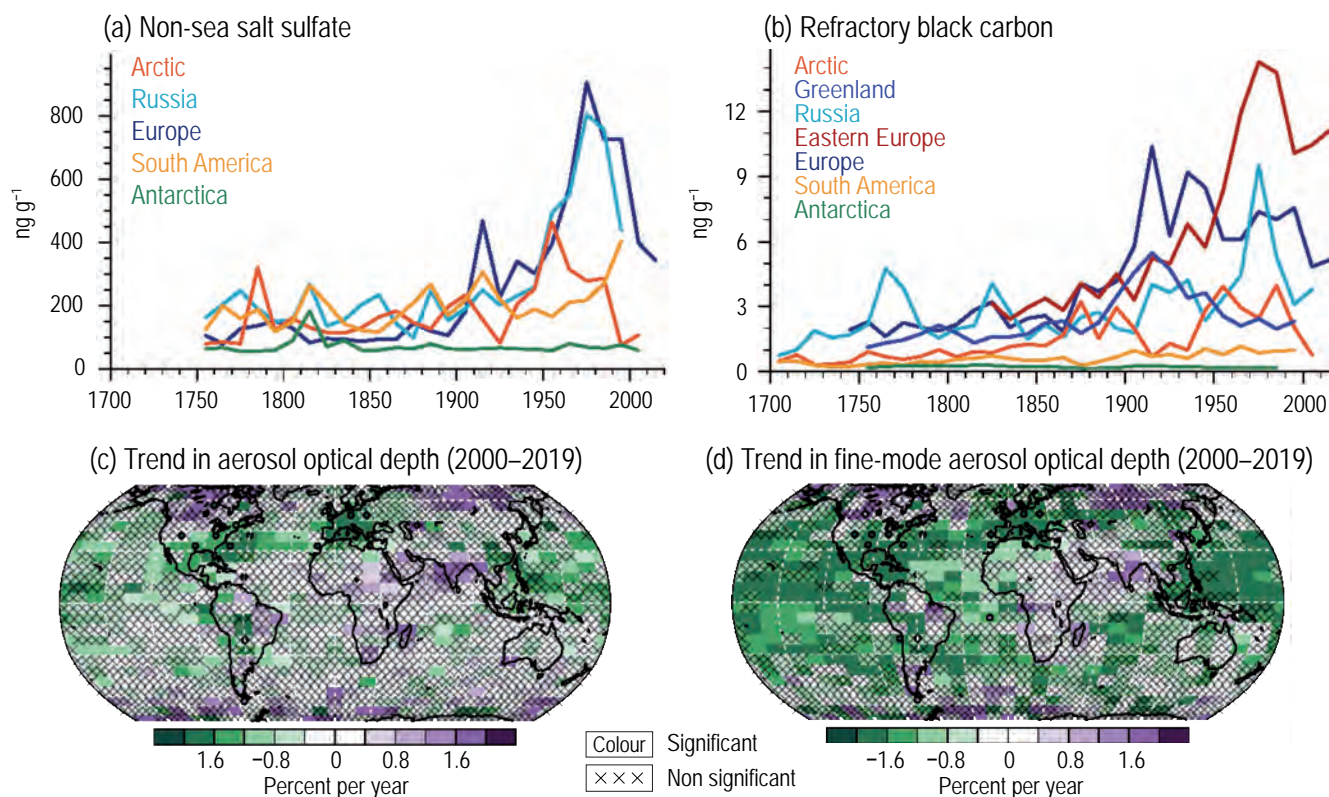 (a) Non-sea salt sulfate
Arctic
Russia
Europe
South America
Antarctica
ng g⁻¹
800
600
400
200
0
1700 1750 1800 1850 1900 1950 2000
(b) Refractory black carbon
Arctic
Greenland
Russia
Eastern Europe
Europe
South America
Antarctica
ng g⁻¹
12
9
6
3
0
1700 1750 1800 1850 1900 1950 2000
(c) Trend in aerosol optical depth (2000–2019)
1.6 −0.8 0 0.8 1.6
Percent per year
Colour Significant
××× Non significant
(d) Trend in fine-mode aerosol optical depth (2000–2019)
−1.6 −0.8 0 0.8 1.6
Percent per year